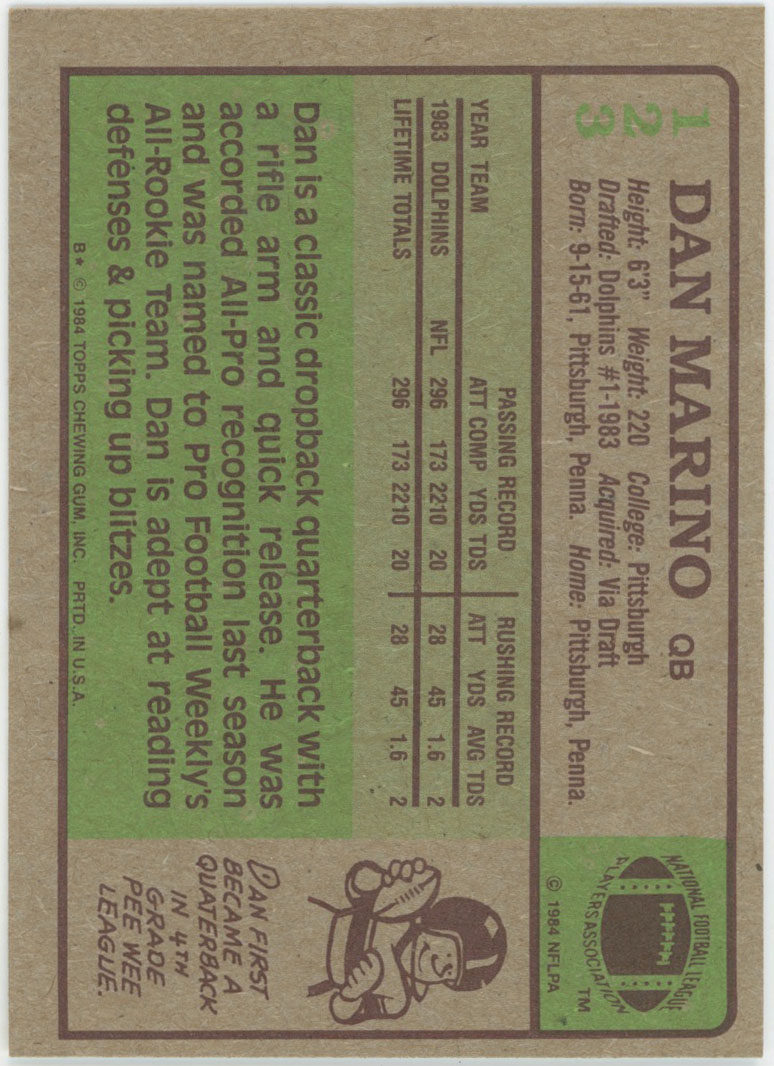 123
DAN MARINO QB
Height: 6'3" Weight: 220 College: Pittsburgh
Drafted: Dolphins #1-1983 Acquired: Via Draft
Born: 9-15-61, Pittsburgh, Penna. Home: Pittsburgh, Penna.
NATIONAL FOOTBALL LEAGUE
PLAYERS ASSOCIATION
TM
© 1984 NFLPA
PASSING RECORD RUSHING RECORD
YEAR TEAM ATT COMP YDS TDS ATT YDS AVG TDS
1983 DOLPHINS NFL 296 173 2210 20 28 45 1.6 2
LIFETIME TOTALS 296 173 2210 20 28 45 1.6 2
Dan is a classic dropback quarterback with
a rifle arm and quick release. He was
accorded All-Pro recognition last season
and was named to Pro Football Weekly's
All-Rookie Team. Dan is adept at reading
defenses & picking up blitzes.
B* © 1984 TOPPS CHEWING GUM, INC. PRTD. IN U.S.A.
DAN FIRST
BECAME A
QUATERBACK
IN 4TH
GRADE
PEE WEE
LEAGUE.